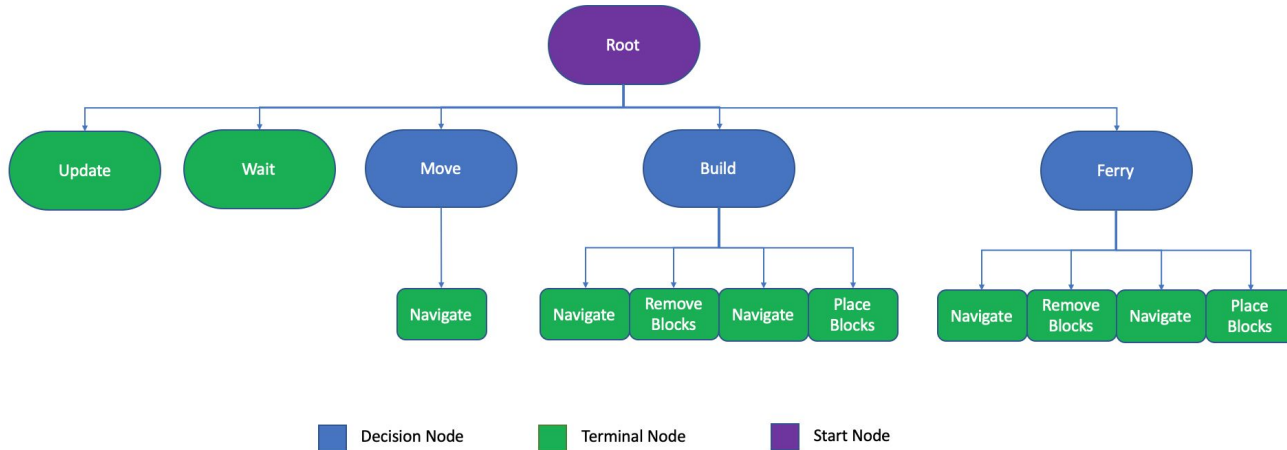 Root
Update
Wait
Move
Build
Ferry
Navigate
Navigate
Remove
Blocks
Navigate
Place
Blocks
Navigate
Remove
Blocks
Navigate
Place
Blocks
Decision Node
Terminal Node
Start Node